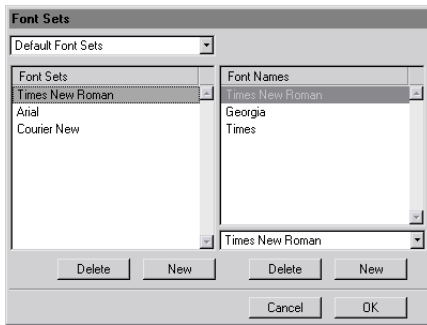 Font Sets
Default Font Sets
Font Sets
Times New Roman
Arial
Courier New
Font Names
Times New Roman
Georgia
Times
Times New Roman
Delete
New
Delete
New
Cancel
OK